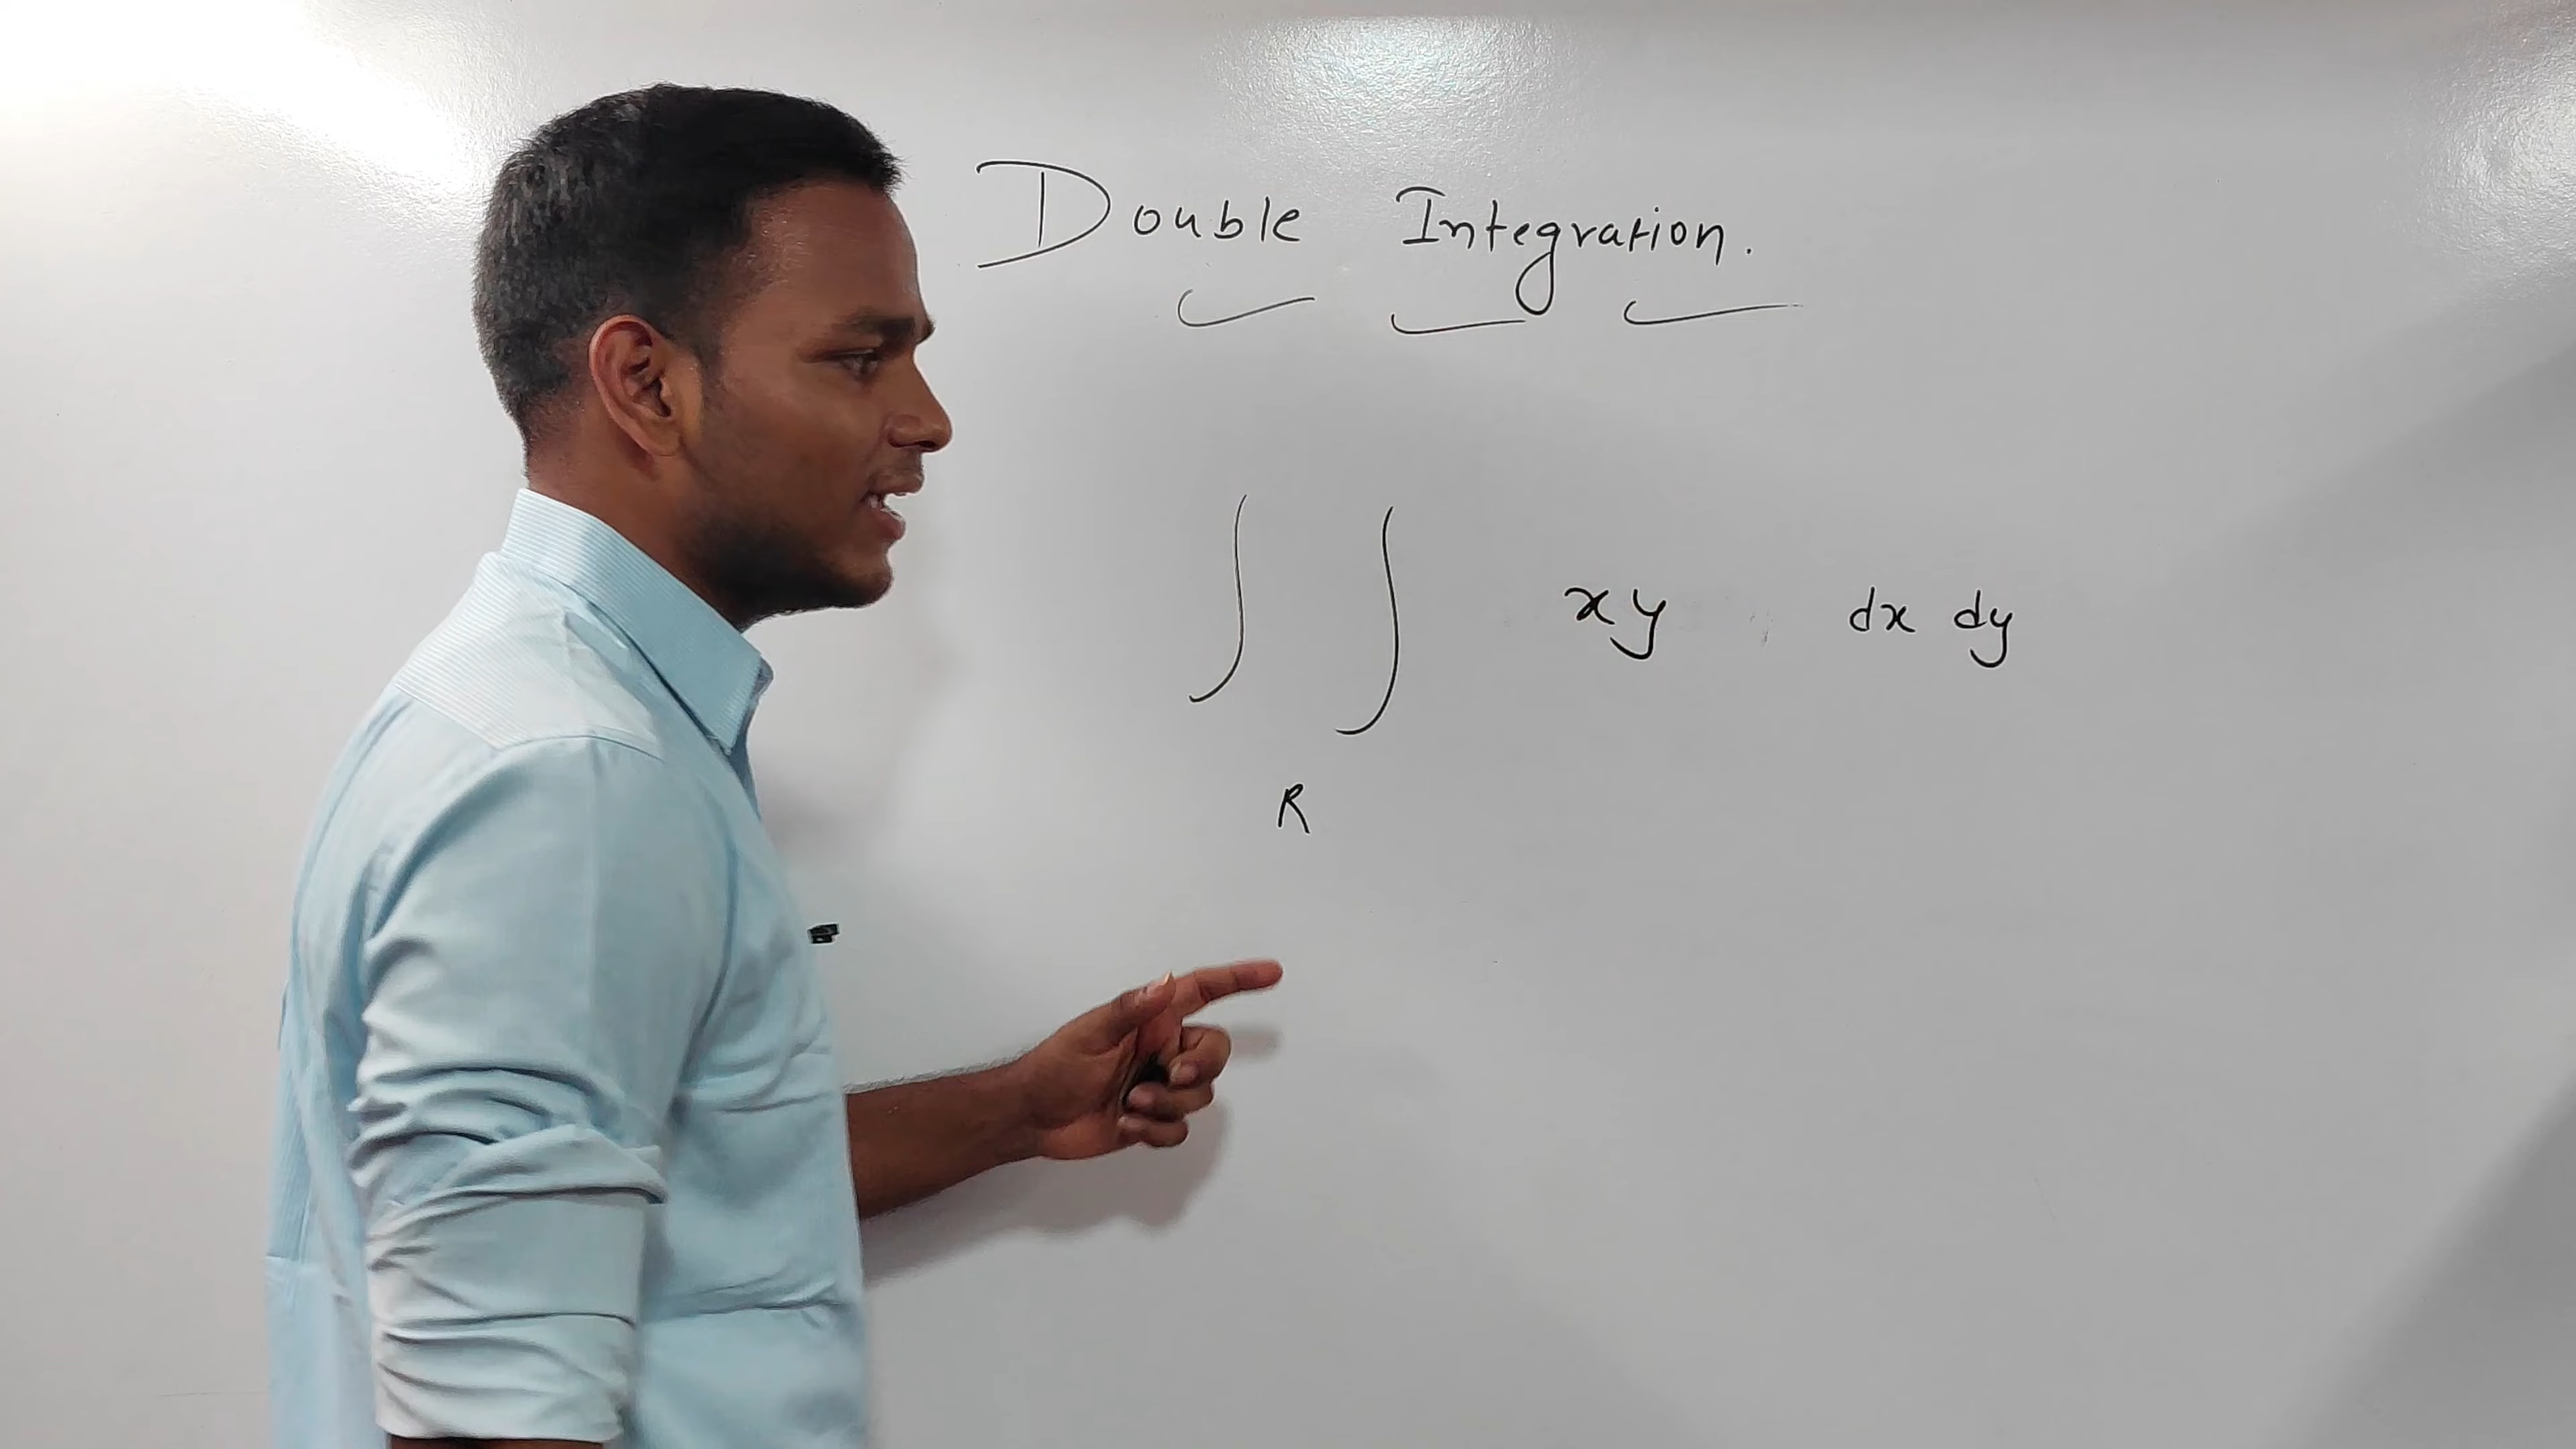 Double Integration.
∫ ∫ xy dx dy
R